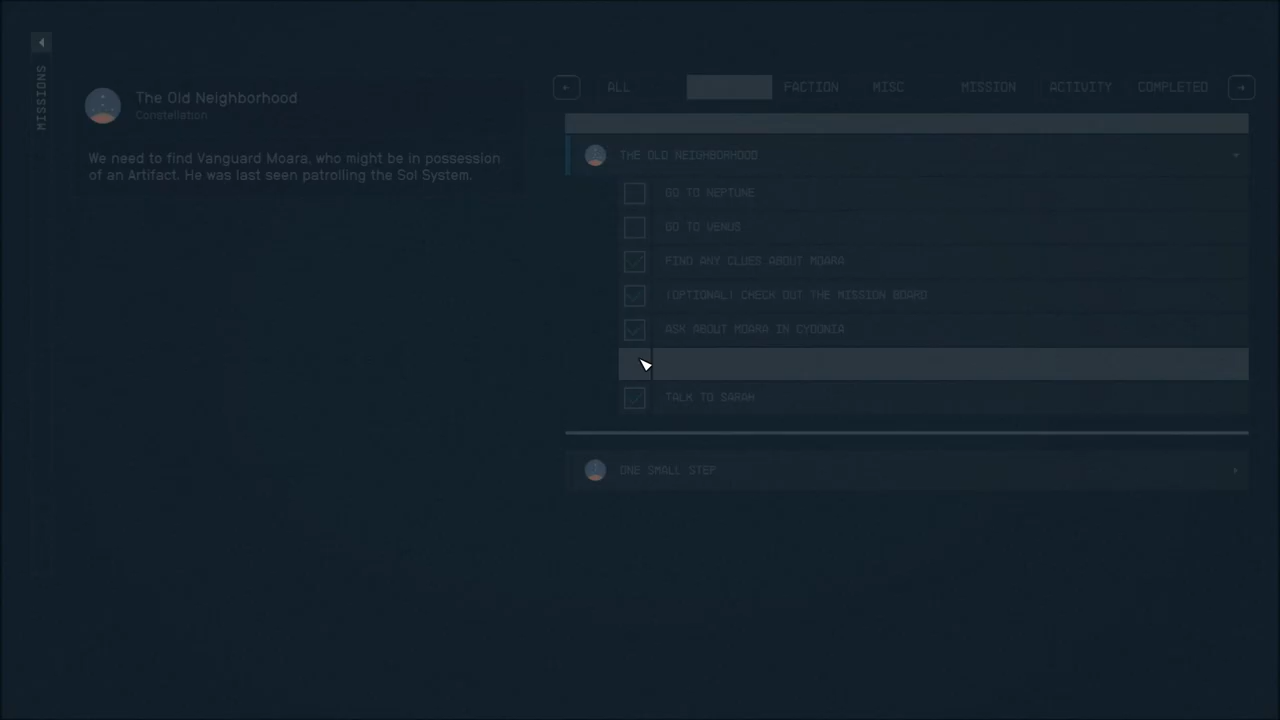 MISSIONS
The Old Neighborhood
Constellation
We need to find Vanguard Moara, who might be in possession
of an Artifact. He was last seen patrolling the Sol System.
ALL FACTION MISC MISSION ACTIVITY COMPLETED
THE OLD NEIGHBORHOOD
GO TO NEPTUNE
GO TO VENUS
FIND ANY CLUES ABOUT MOARA
(OPTIONAL) CHECK OUT THE MISSION BOARD
ASK ABOUT MOARA IN CYDONIA
TALK TO SARAH
ONE SMALL STEP